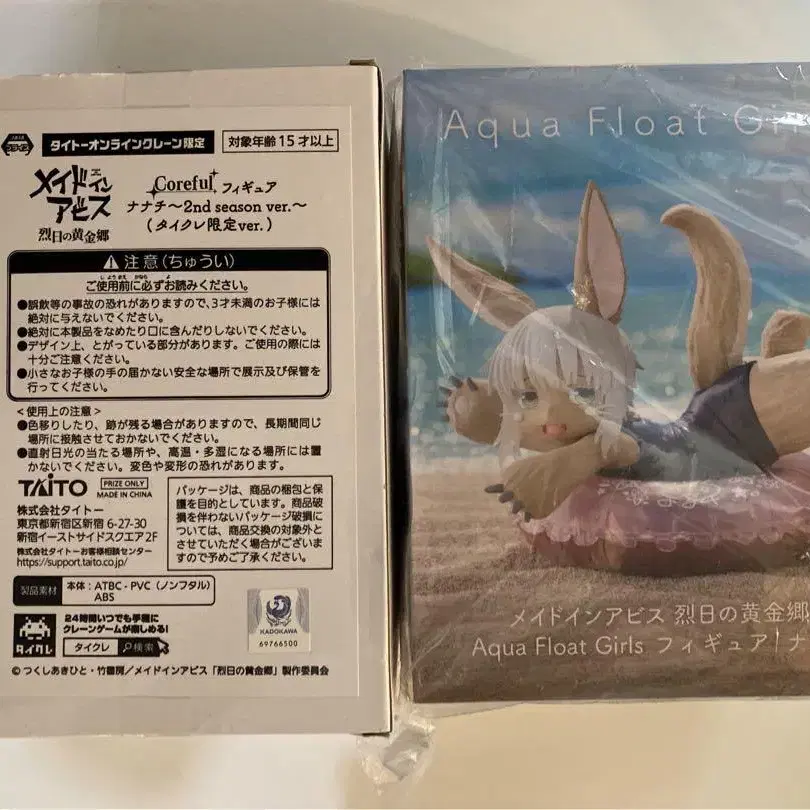 タイトーオンラインクレーン限定
対象年齢15才以上
メイドインアビス
烈日の黄金郷
Coreful フィギュア
ナナチ～2nd season ver.～
(タイクレ限定ver.)
注意(ちゅうい)
ご使用前に必ずお読みください。
●誤飲等の事故の恐れがありますので、3才未満のお子様には
絶対に与えないでください。
●絶対に本製品をなめたり口に含んだりしないでください。
●デザイン上、とがっている部分があります。ご使用の際には
十分ご注意ください。
●小さなお子様の手の届かない安全な場所で展示及び保管を
行ってください。
<使用上の注意>
●色移りしたり、跡が残る場合がありますので、長期間同じ
場所に接触させておかないでください。
●直射日光の当たる場所や、高温・多湿になる場所には置
かないでください。変色や変形の恐れがあります。
TAITO
PRIZE ONLY
MADE IN CHINA
株式会社タイトー
東京都新宿区新宿 6-27-30
新宿イーストサイドスクエア2F
株式会社タイトーお客様相談センター
https://support.taito.co.jp/
パッケージは、商品の梱包と保
護を目的としています。商品破
損を伴わないパッケージ破損に
ついては、商品交換の対象外と
させていただく場合がございま
すので予めご了承ください。
製品素材
本体:ATBC-PVC(ノンフタル)
ABS
24時間いつでも手軽に
クレーンゲームが楽しめる!
タイクレ
タイクレ 検索
KADOKAWA
69766500
©つくしあきひと・竹書房/メイドインアビス「烈日の黄金郷」製作委員会
Aqua Float Gi
メイドインアビス 烈日の黄金郷
Aqua Float Girls フィギュア ナ